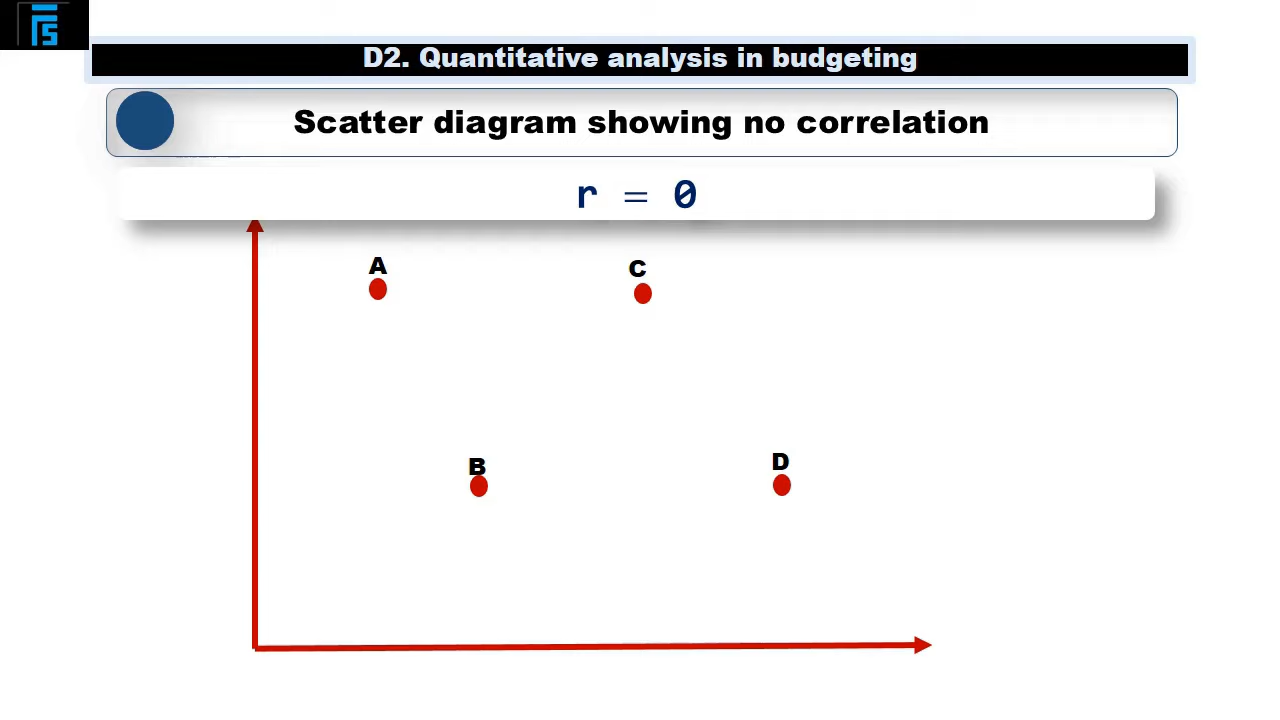 D2. Quantitative analysis in budgeting
Scatter diagram showing no correlation
r = 0
A
C
B
D